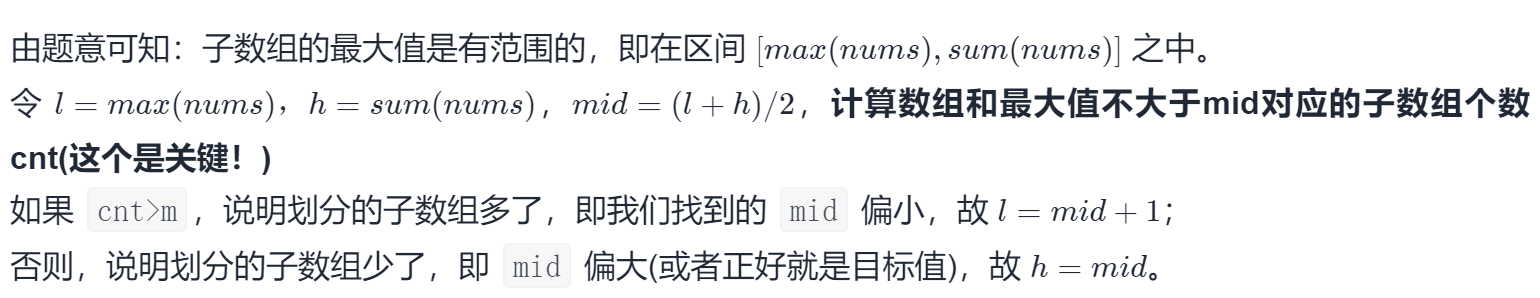 由题意可知：子数组的最大值是有范围的，即在区间 [max(nums), sum(nums)] 之中。
令 l = max(nums)，h = sum(nums)，mid = (l + h)/2，计算数组和最大值不大于mid对应的子数组个数
cnt(这个是关键！)
如果 cnt>m ，说明划分的子数组多了，即我们找到的 mid 偏小，故 l = mid + 1；
否则，说明划分的子数组少了，即 mid 偏大(或者正好就是目标值)，故 h = mid。